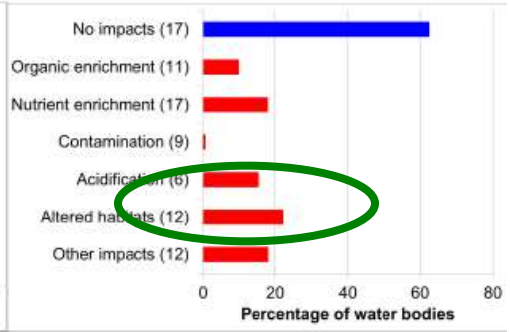 No impacts (17)
Organic enrichment (11)
Nutrient enrichment (17)
Contamination (9)
Acidification (6)
Altered habitats (12)
Other impacts (12)
0 20 40 60 80
Percentage of water bodies